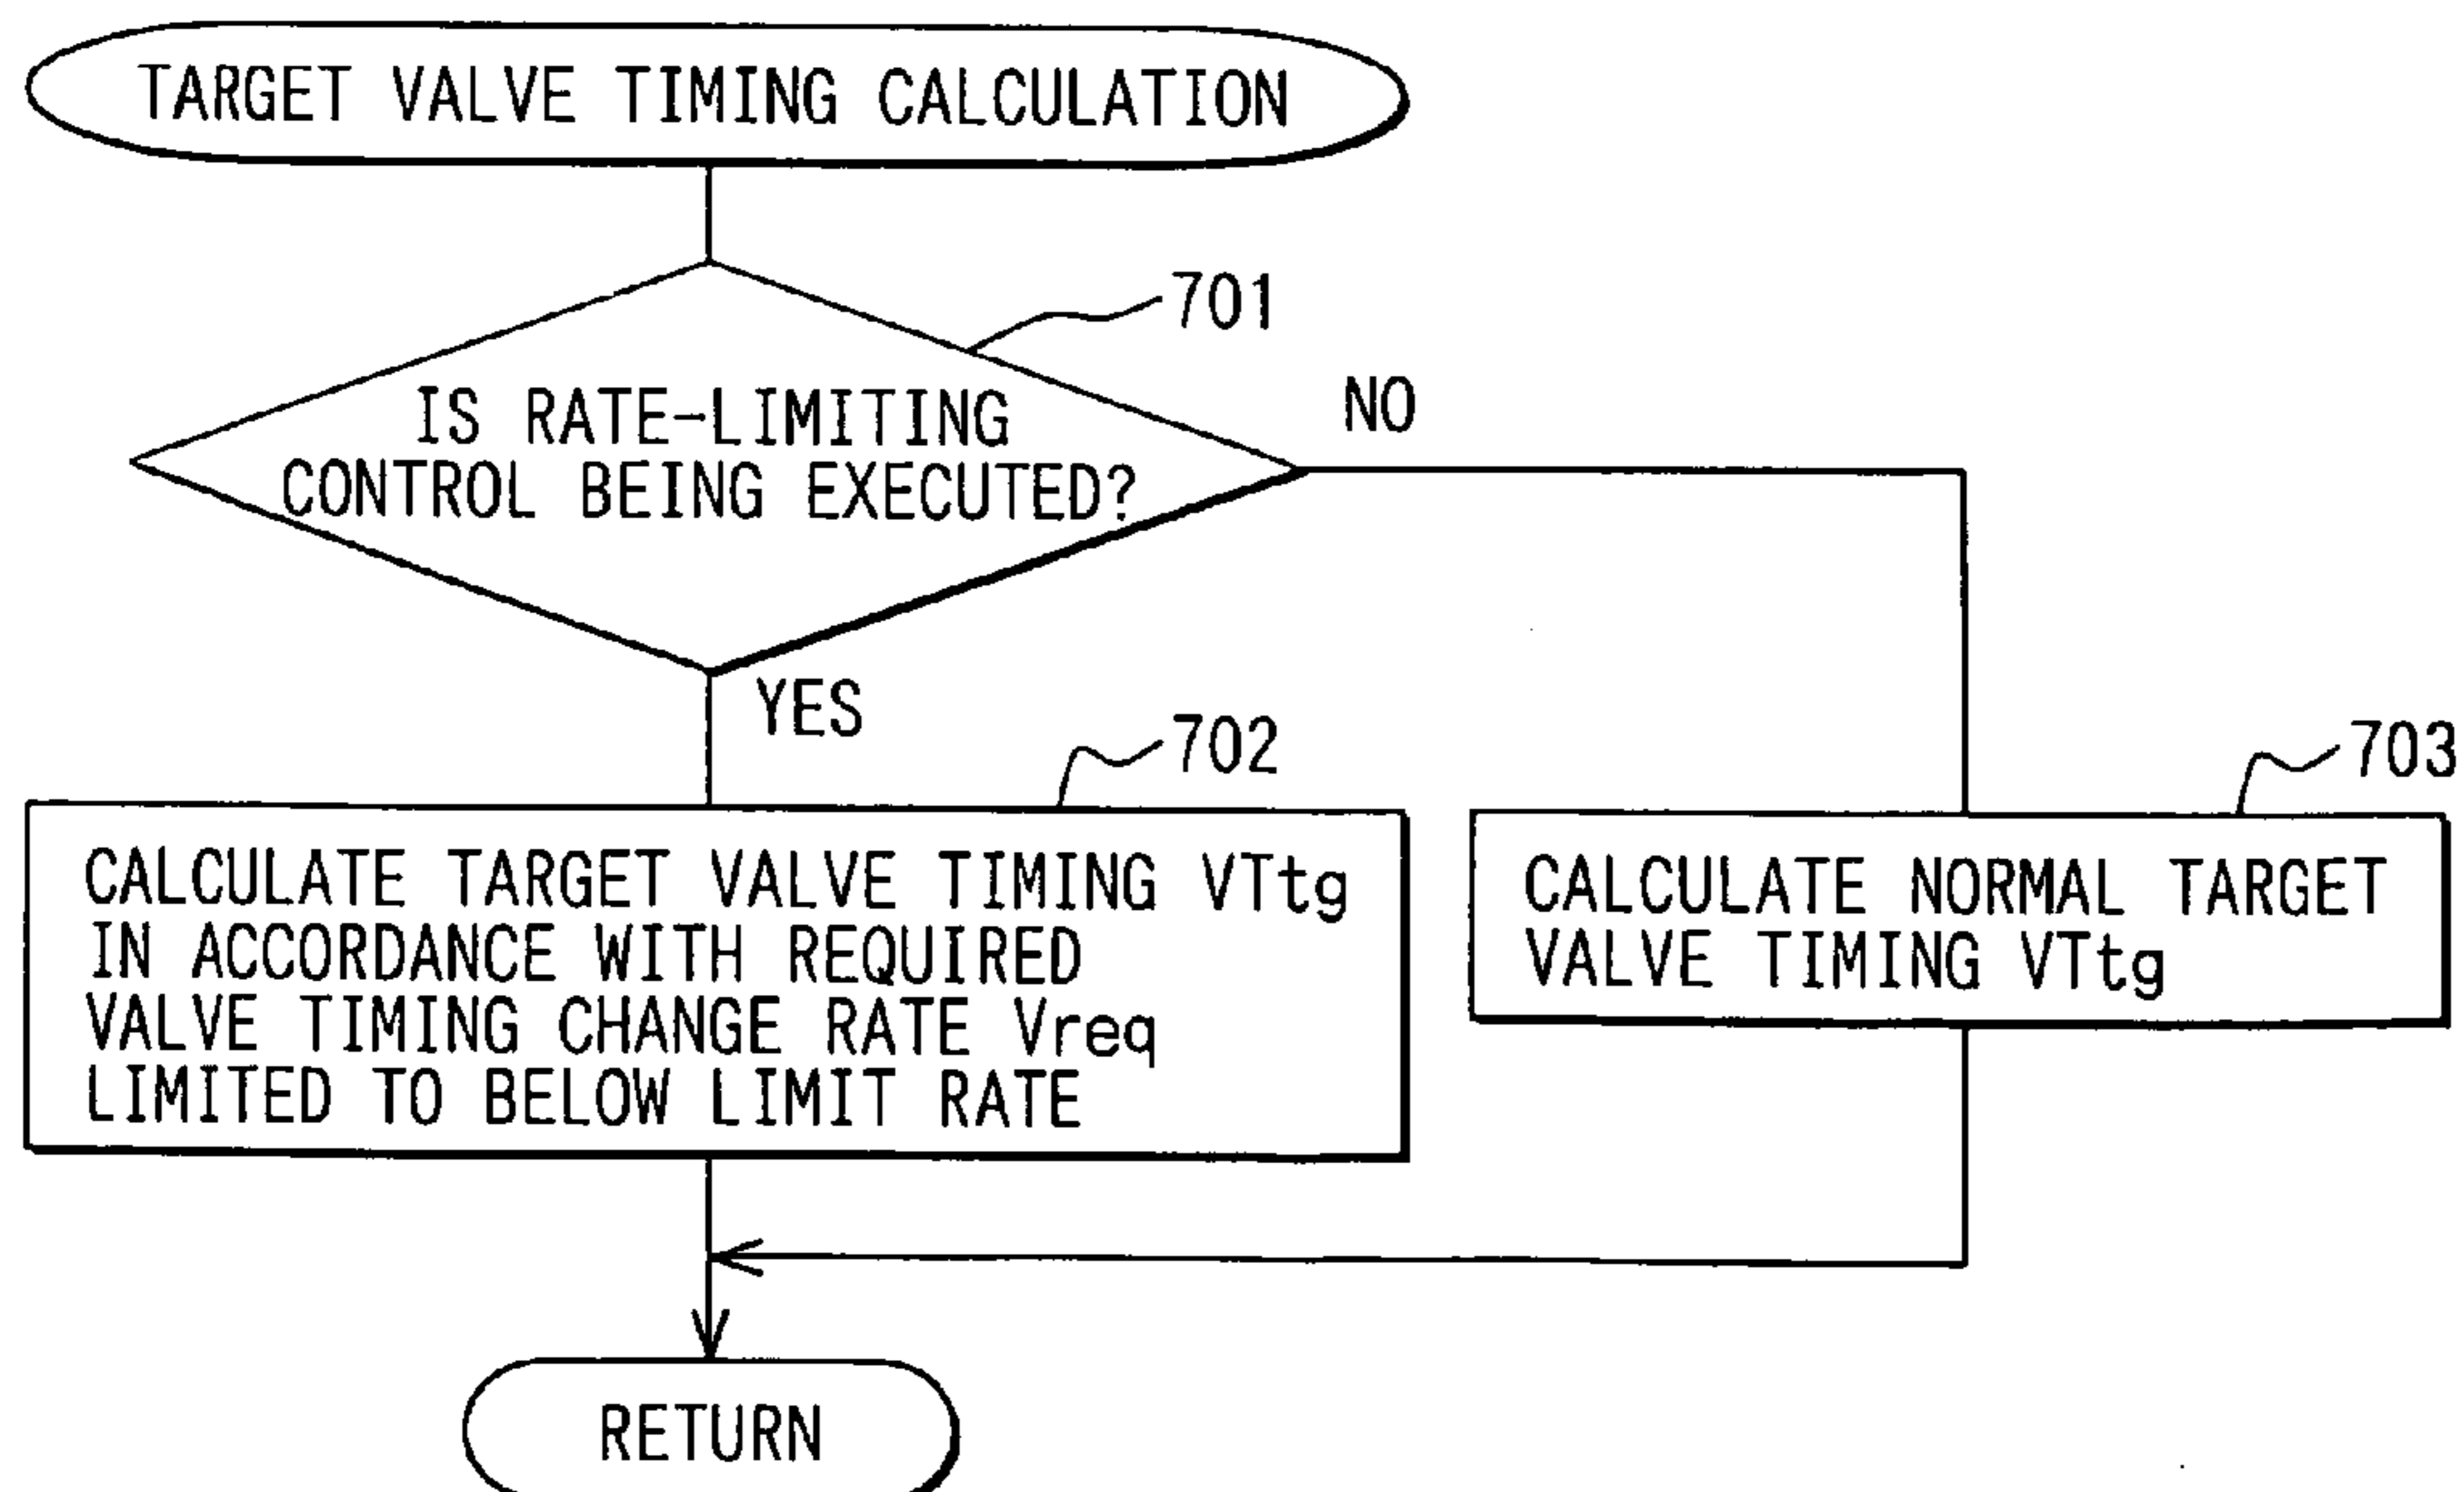 TARGET VALVE TIMING CALCULATION
701
IS RATE-LIMITING
CONTROL BEING EXECUTED?
NO
YES
702
CALCULATE TARGET VALVE TIMING VTtg
IN ACCORDANCE WITH REQUIRED
VALVE TIMING CHANGE RATE Vreq
LIMITED TO BELOW LIMIT RATE
703
CALCULATE NORMAL TARGET
VALVE TIMING VTtg
RETURN